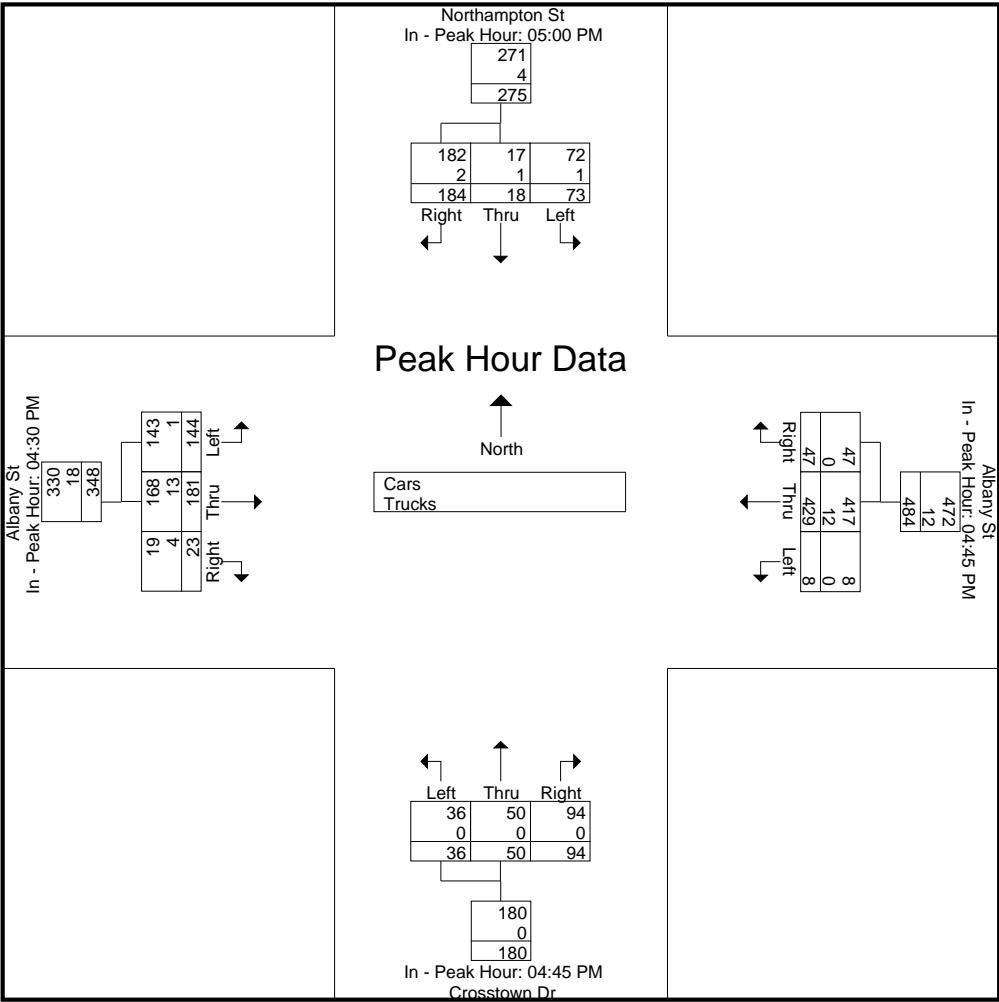 Northampton St
In - Peak Hour: 05:00 PM
271
4
275
182 17 72
2 1 1
184 18 73
Right Thru Left
Peak Hour Data
North
Cars
Trucks
Albany St
In - Peak Hour: 04:30 PM
330
18
348
143 168 19
1 13 4
144 181 23
Left Thru Right
Albany St
In - Peak Hour: 04:45 PM
472
12
484
47 417 8
0 12 0
47 429 8
Right Thru Left
Left Thru Right
36 50 94
0 0 0
36 50 94
180
0
180
In - Peak Hour: 04:45 PM
Crosstown Dr